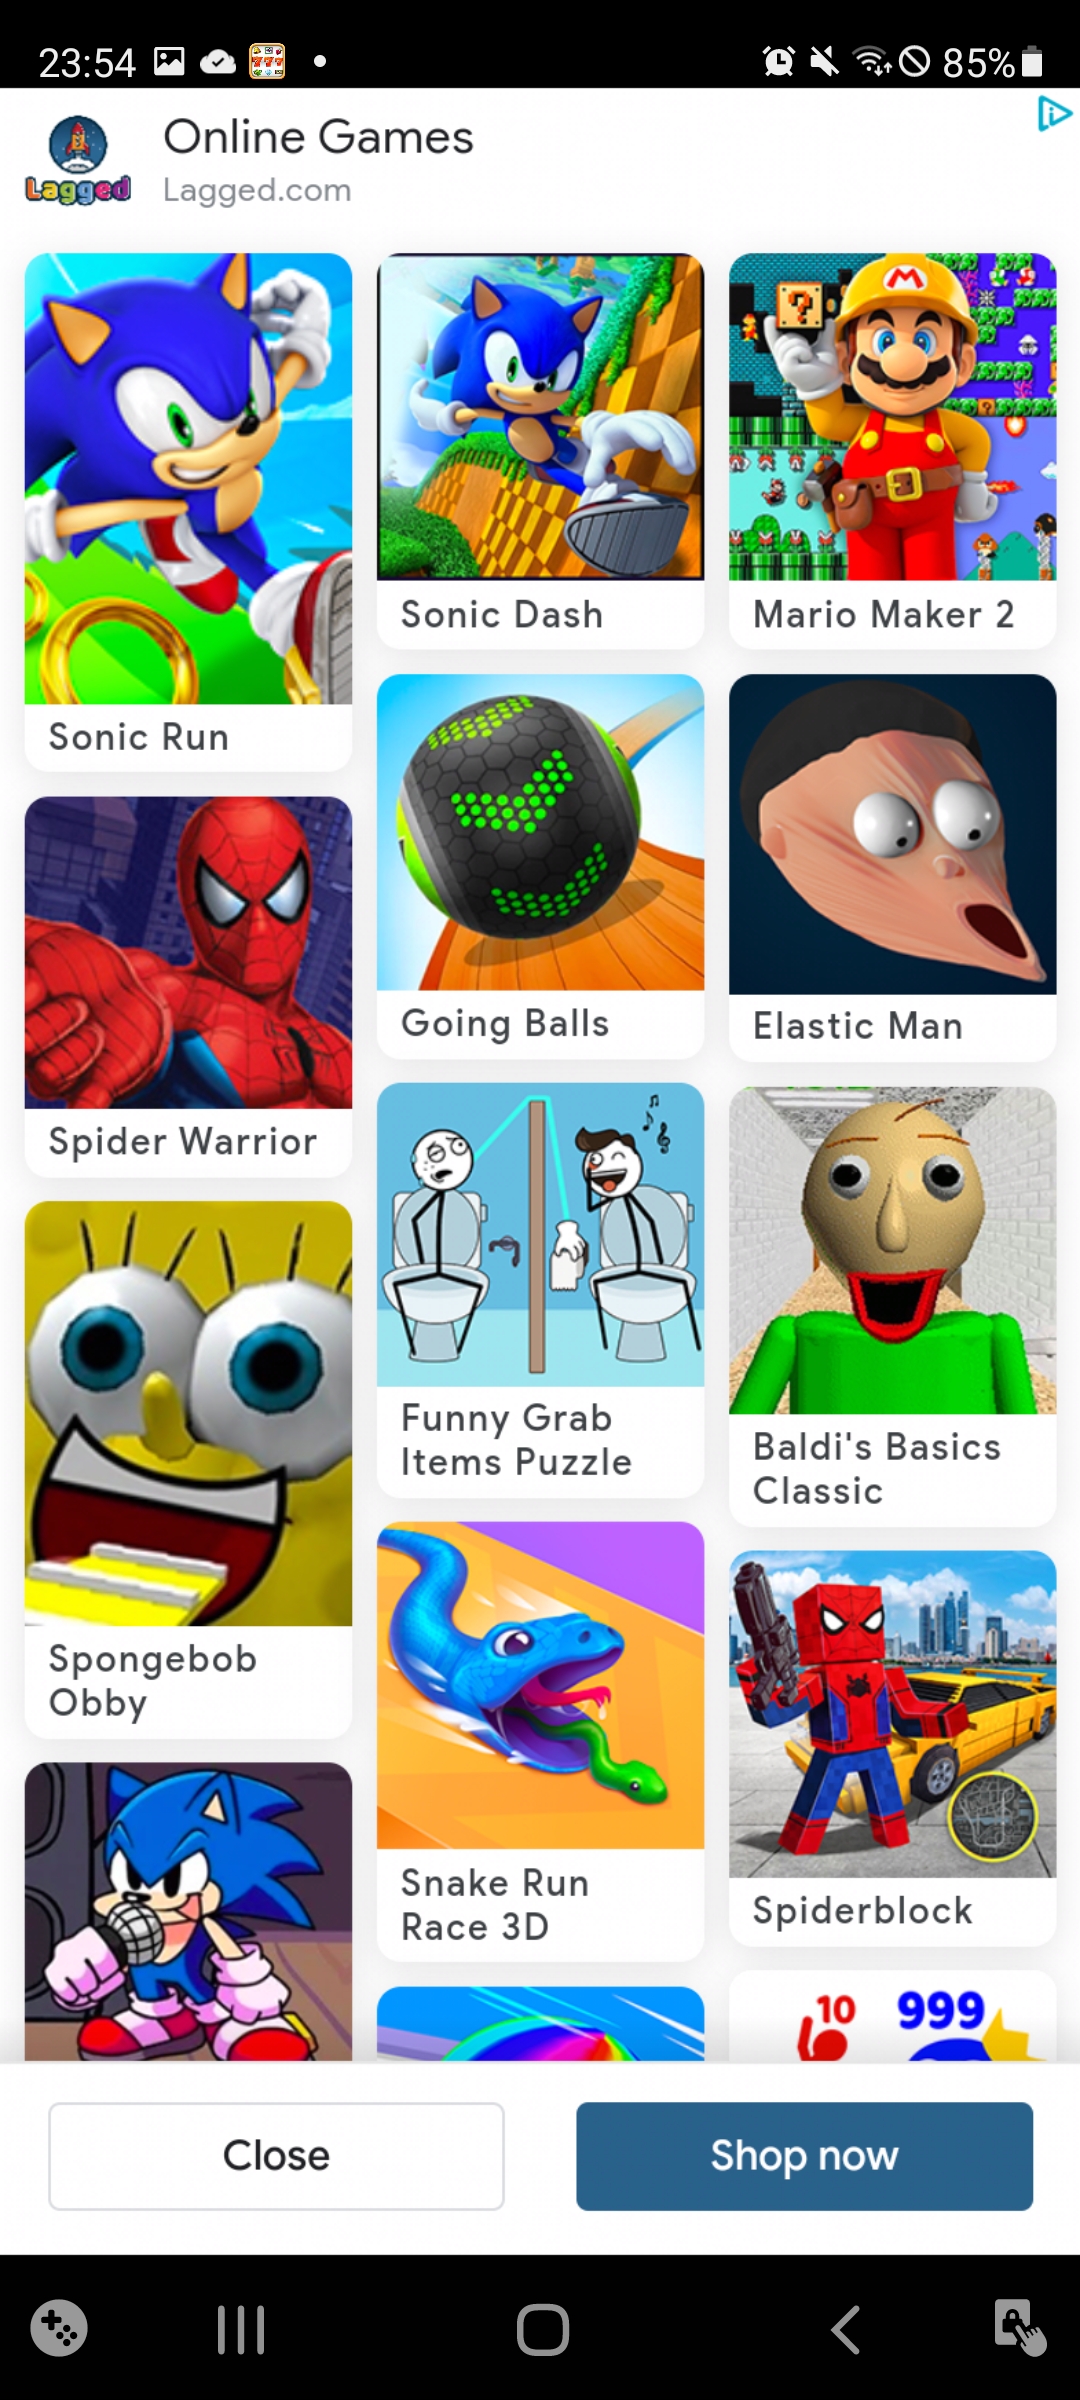 23:54
85%
Lagged
Online Games
Lagged.com
M
?
Sonic Run
Sonic Dash
Mario Maker 2
Spider Warrior
Going Balls
Elastic Man
Spongebob
Obby
Funny Grab
Items Puzzle
Baldi's Basics
Classic
Snake Run
Race 3D
Spiderblock
10
999
Close
Shop now